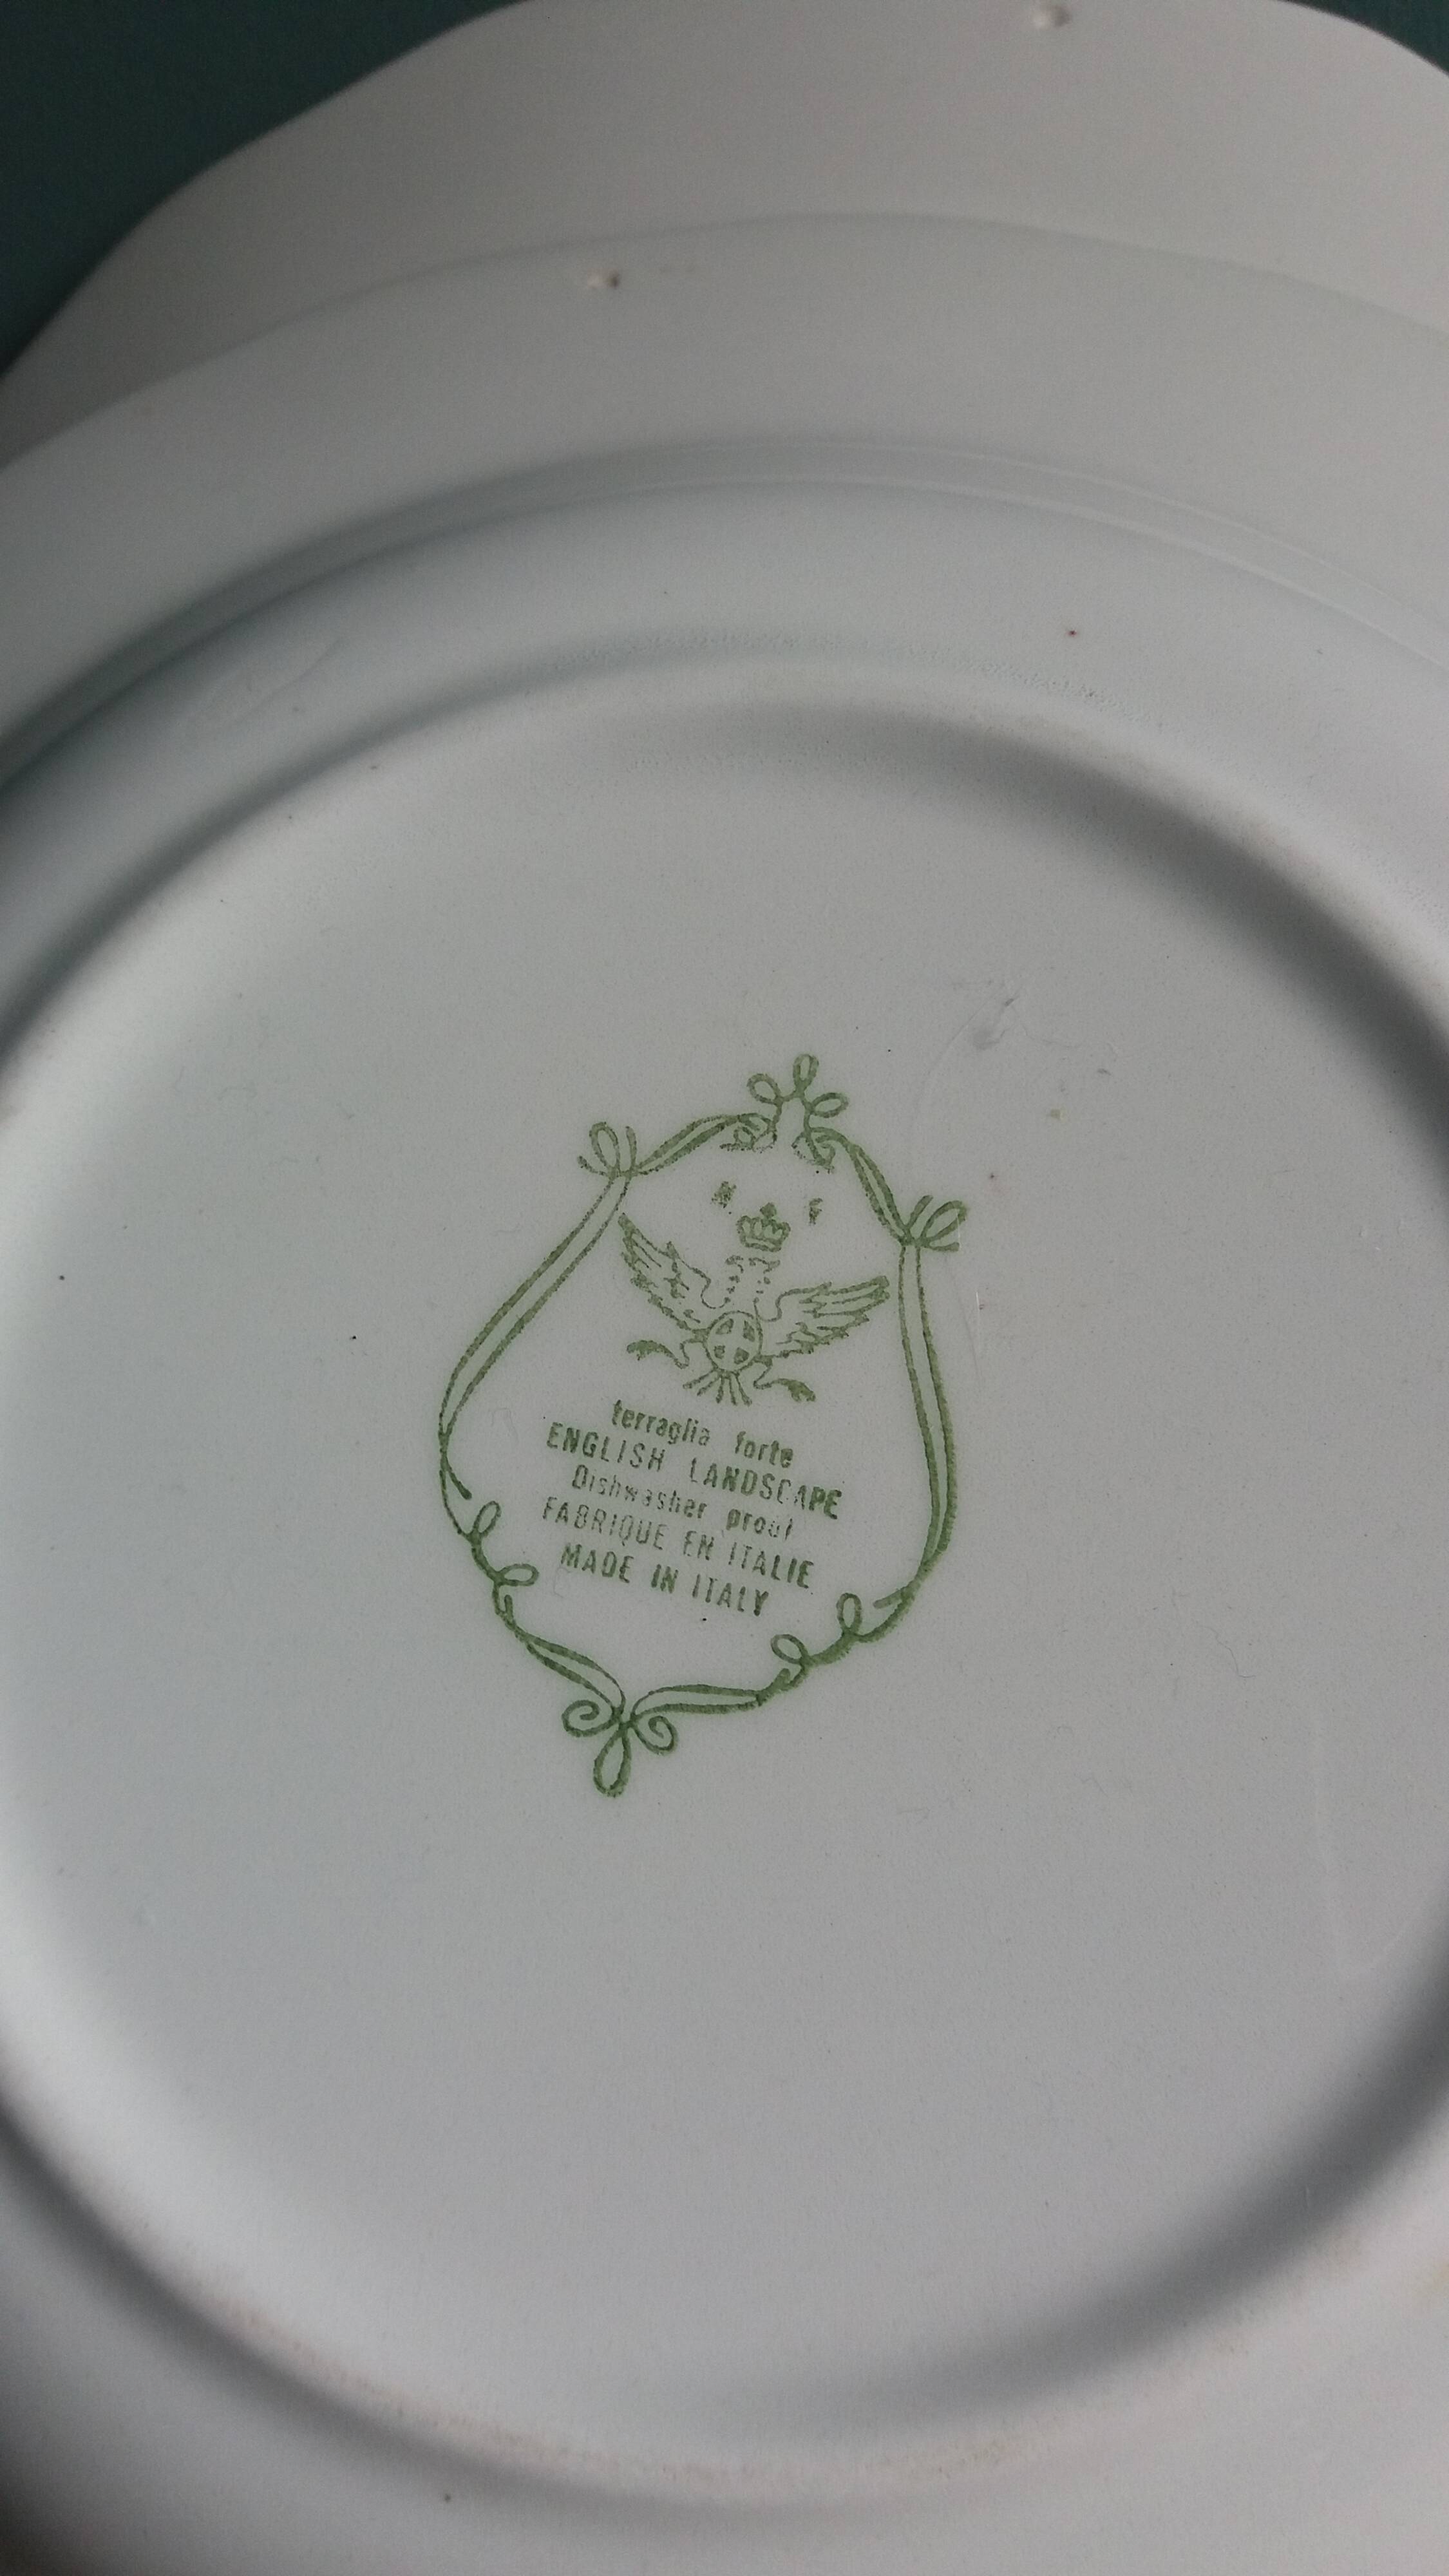 F
terraglia forte
ENGLISH LANDSCAPE
Dishwasher proof
FABRIQUE EN ITALIE
MADE IN ITALY